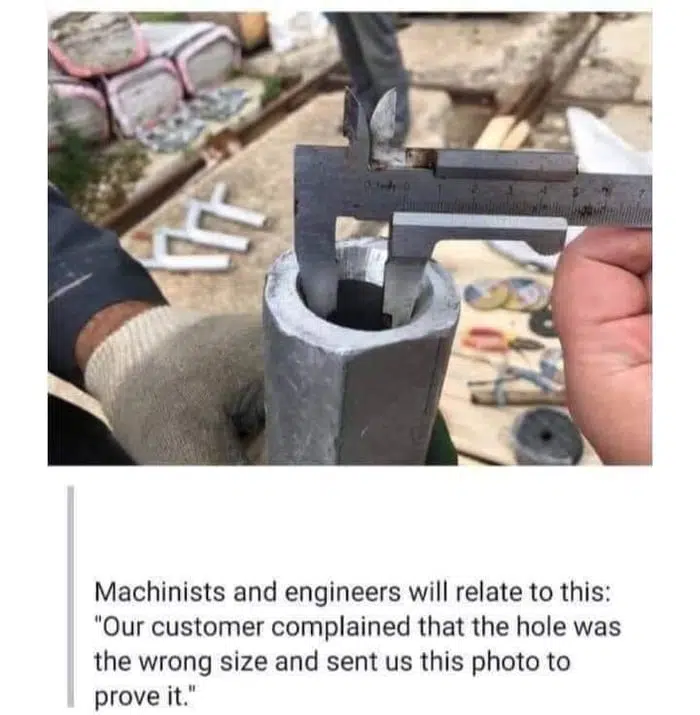 Machinists and engineers will relate to this:
"Our customer complained that the hole was
the wrong size and sent us this photo to
prove it."